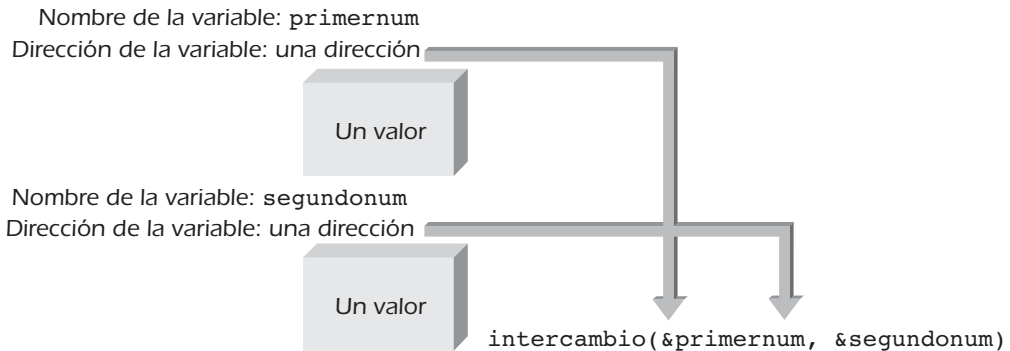 Nombre de la variable: primernum
Dirección de la variable: una dirección
Un valor
Nombre de la variable: segundonum
Dirección de la variable: una dirección
Un valor
intercambio(&primernum, &segundonum)